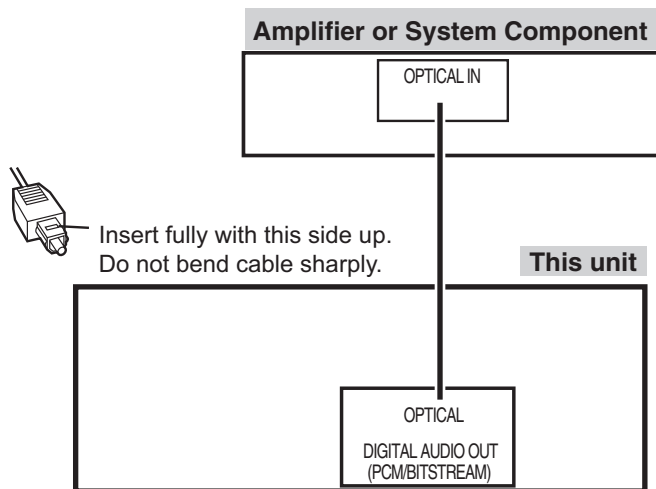 Amplifier or System Component
OPTICAL IN
Insert fully with this side up.
Do not bend cable sharply.
This unit
OPTICAL
DIGITAL AUDIO OUT
(PCM/BITSTREAM)